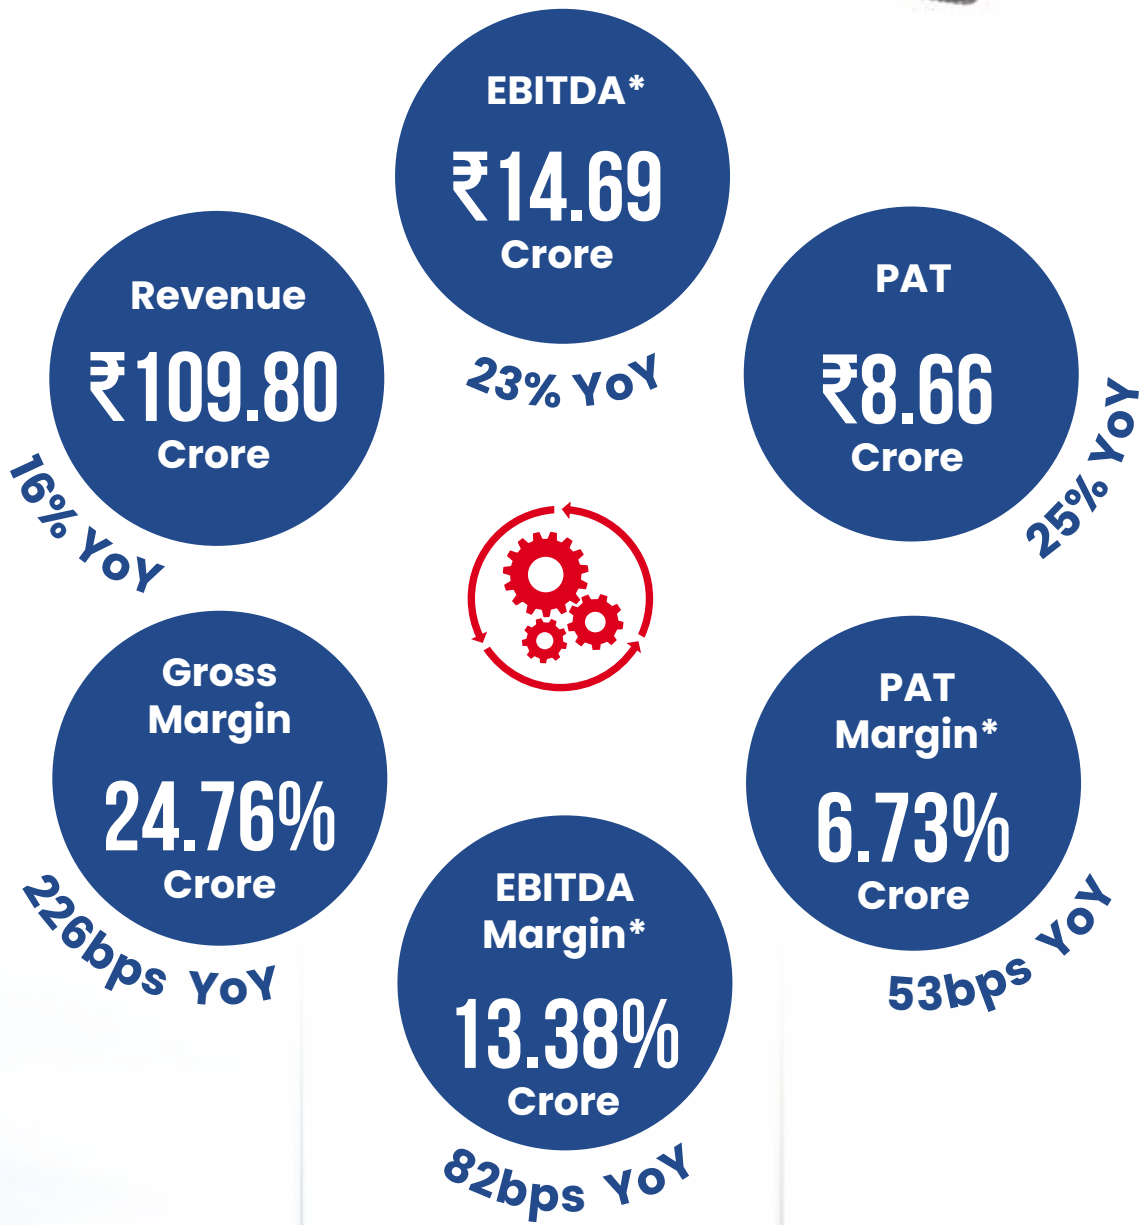 EBITDA*
₹14.69
Crore
23% YoY
Revenue
₹109.80
Crore
16% YoY
PAT
₹8.66
Crore
25% YoY
Gross
Margin
24.76%
Crore
226bps YoY
PAT
Margin*
6.73%
Crore
53bps YoY
EBITDA
Margin*
13.38%
Crore
82bps YoY